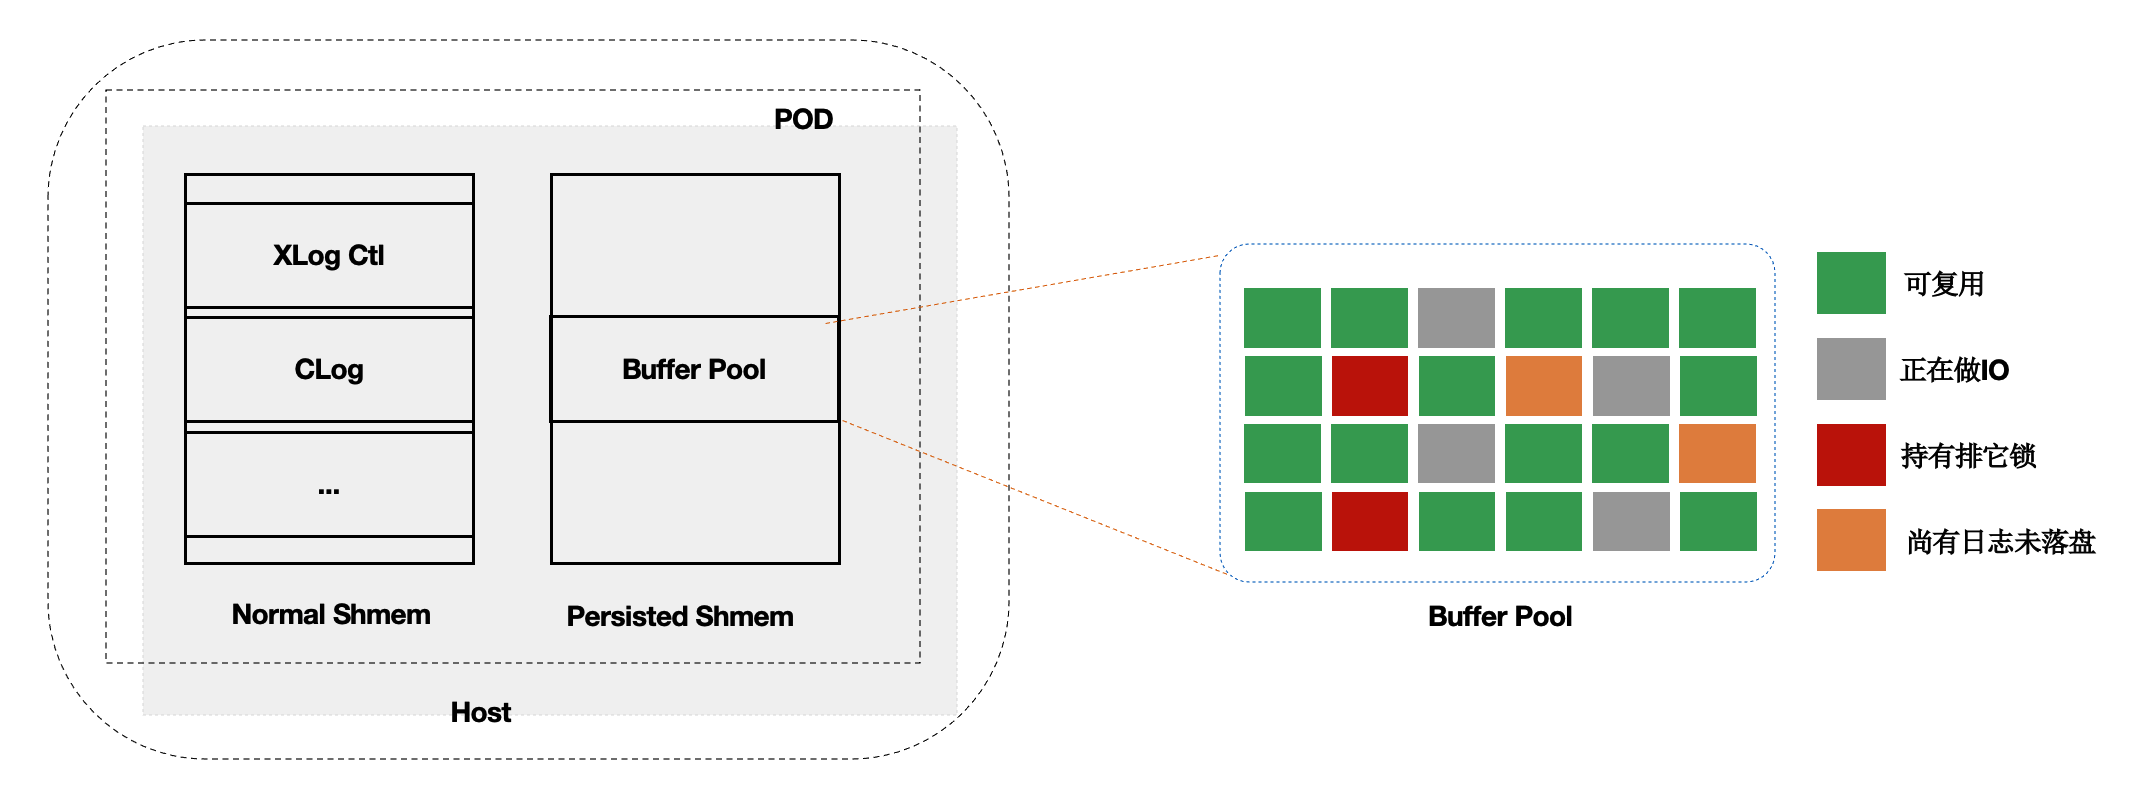 POD
XLog Ctl
CLog
...
Normal Shmem
Buffer Pool
Persisted Shmem
Host
Buffer Pool
可复用
正在做IO
持有排它锁
尚有日志未落盘